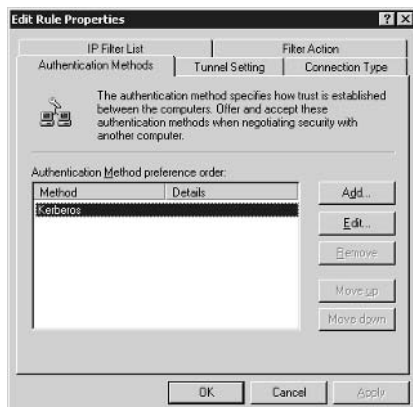 Edit Rule Properties
IP Filter List
Filter Action
Authentication Methods
Tunnel Setting
Connection Type
The authentication method specifies how trust is established
between the computers. Offer and accept these
authentication methods when negotiating security with
another computer.
Authentication Method preference order:
Method
Details
Kerberos
Add...
Edit...
Remove
Move up
Move down
OK
Cancel
Apply